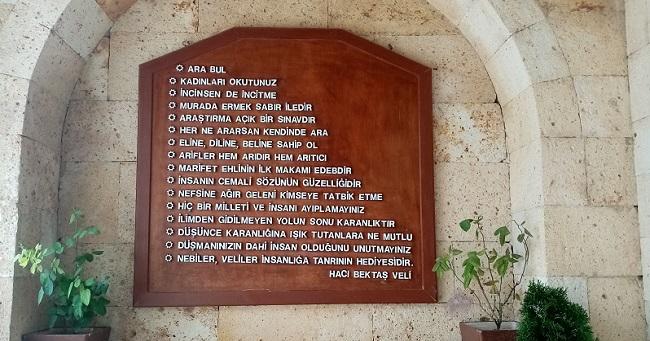 ARA BUL
KADINLARI OKUTUNUZ
İNCİNSEN DE İNCİTME
MURADA ERMEK SABIR İLEDİR
ARAŞTIRMA AÇIK BİR SINAVDIR
HER NE ARARSAN KENDİNDE ARA
ELİNE, DİLİNE, BELİNE SAHİP OL
ARİFLER HEM ARIDIR HEM ARITICI
MARİFET EHLİNİN İLK MAKAMI EDEBDİR
İNSANIN CEMALİ SÖZÜNÜN GÜZELLİĞİDİR
NEFSİNE AĞIR GELENİ KİMSEYE TATBİK ETME
HİÇ BİR MİLLETİ VE İNSANI AYIPLAMAYINIZ
İLİMDEN GİDİLMEYEN YOLUN SONU KARANLIKTIR
DÜŞÜNCE KARANLIĞINA IŞIK TUTANLARA NE MUTLU
DÜŞMANINIZIN DAHİ İNSAN OLDUĞUNU UNUTMAYINIZ
NEBİLER, VELİLER İNSANLIĞA TANRININ HEDİYESİDİR.
HACI BEKTAŞ VELİ